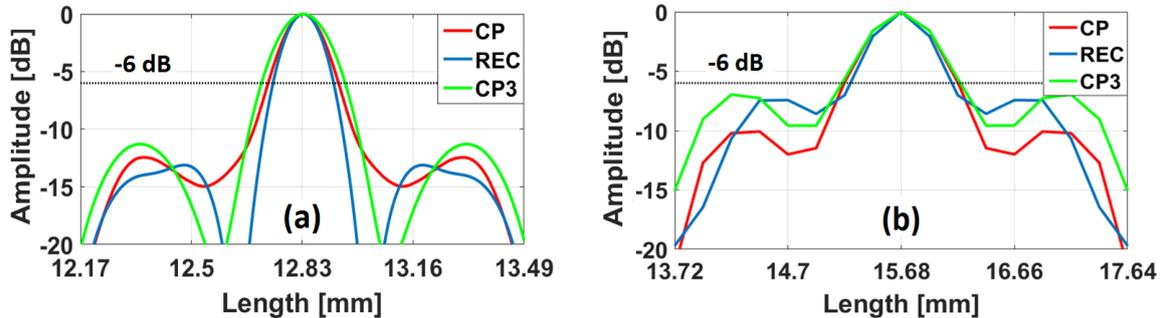 Amplitude [dB]
0
-5
-10
-15
-20
-6 dB
CP
REC
CP3
(a)
12.17 12.5 12.83 13.16 13.49
Length [mm]
Amplitude [dB]
0
-5
-10
-15
-20
-6 dB
CP
REC
CP3
(b)
13.72 14.7 15.68 16.66 17.64
Length [mm]